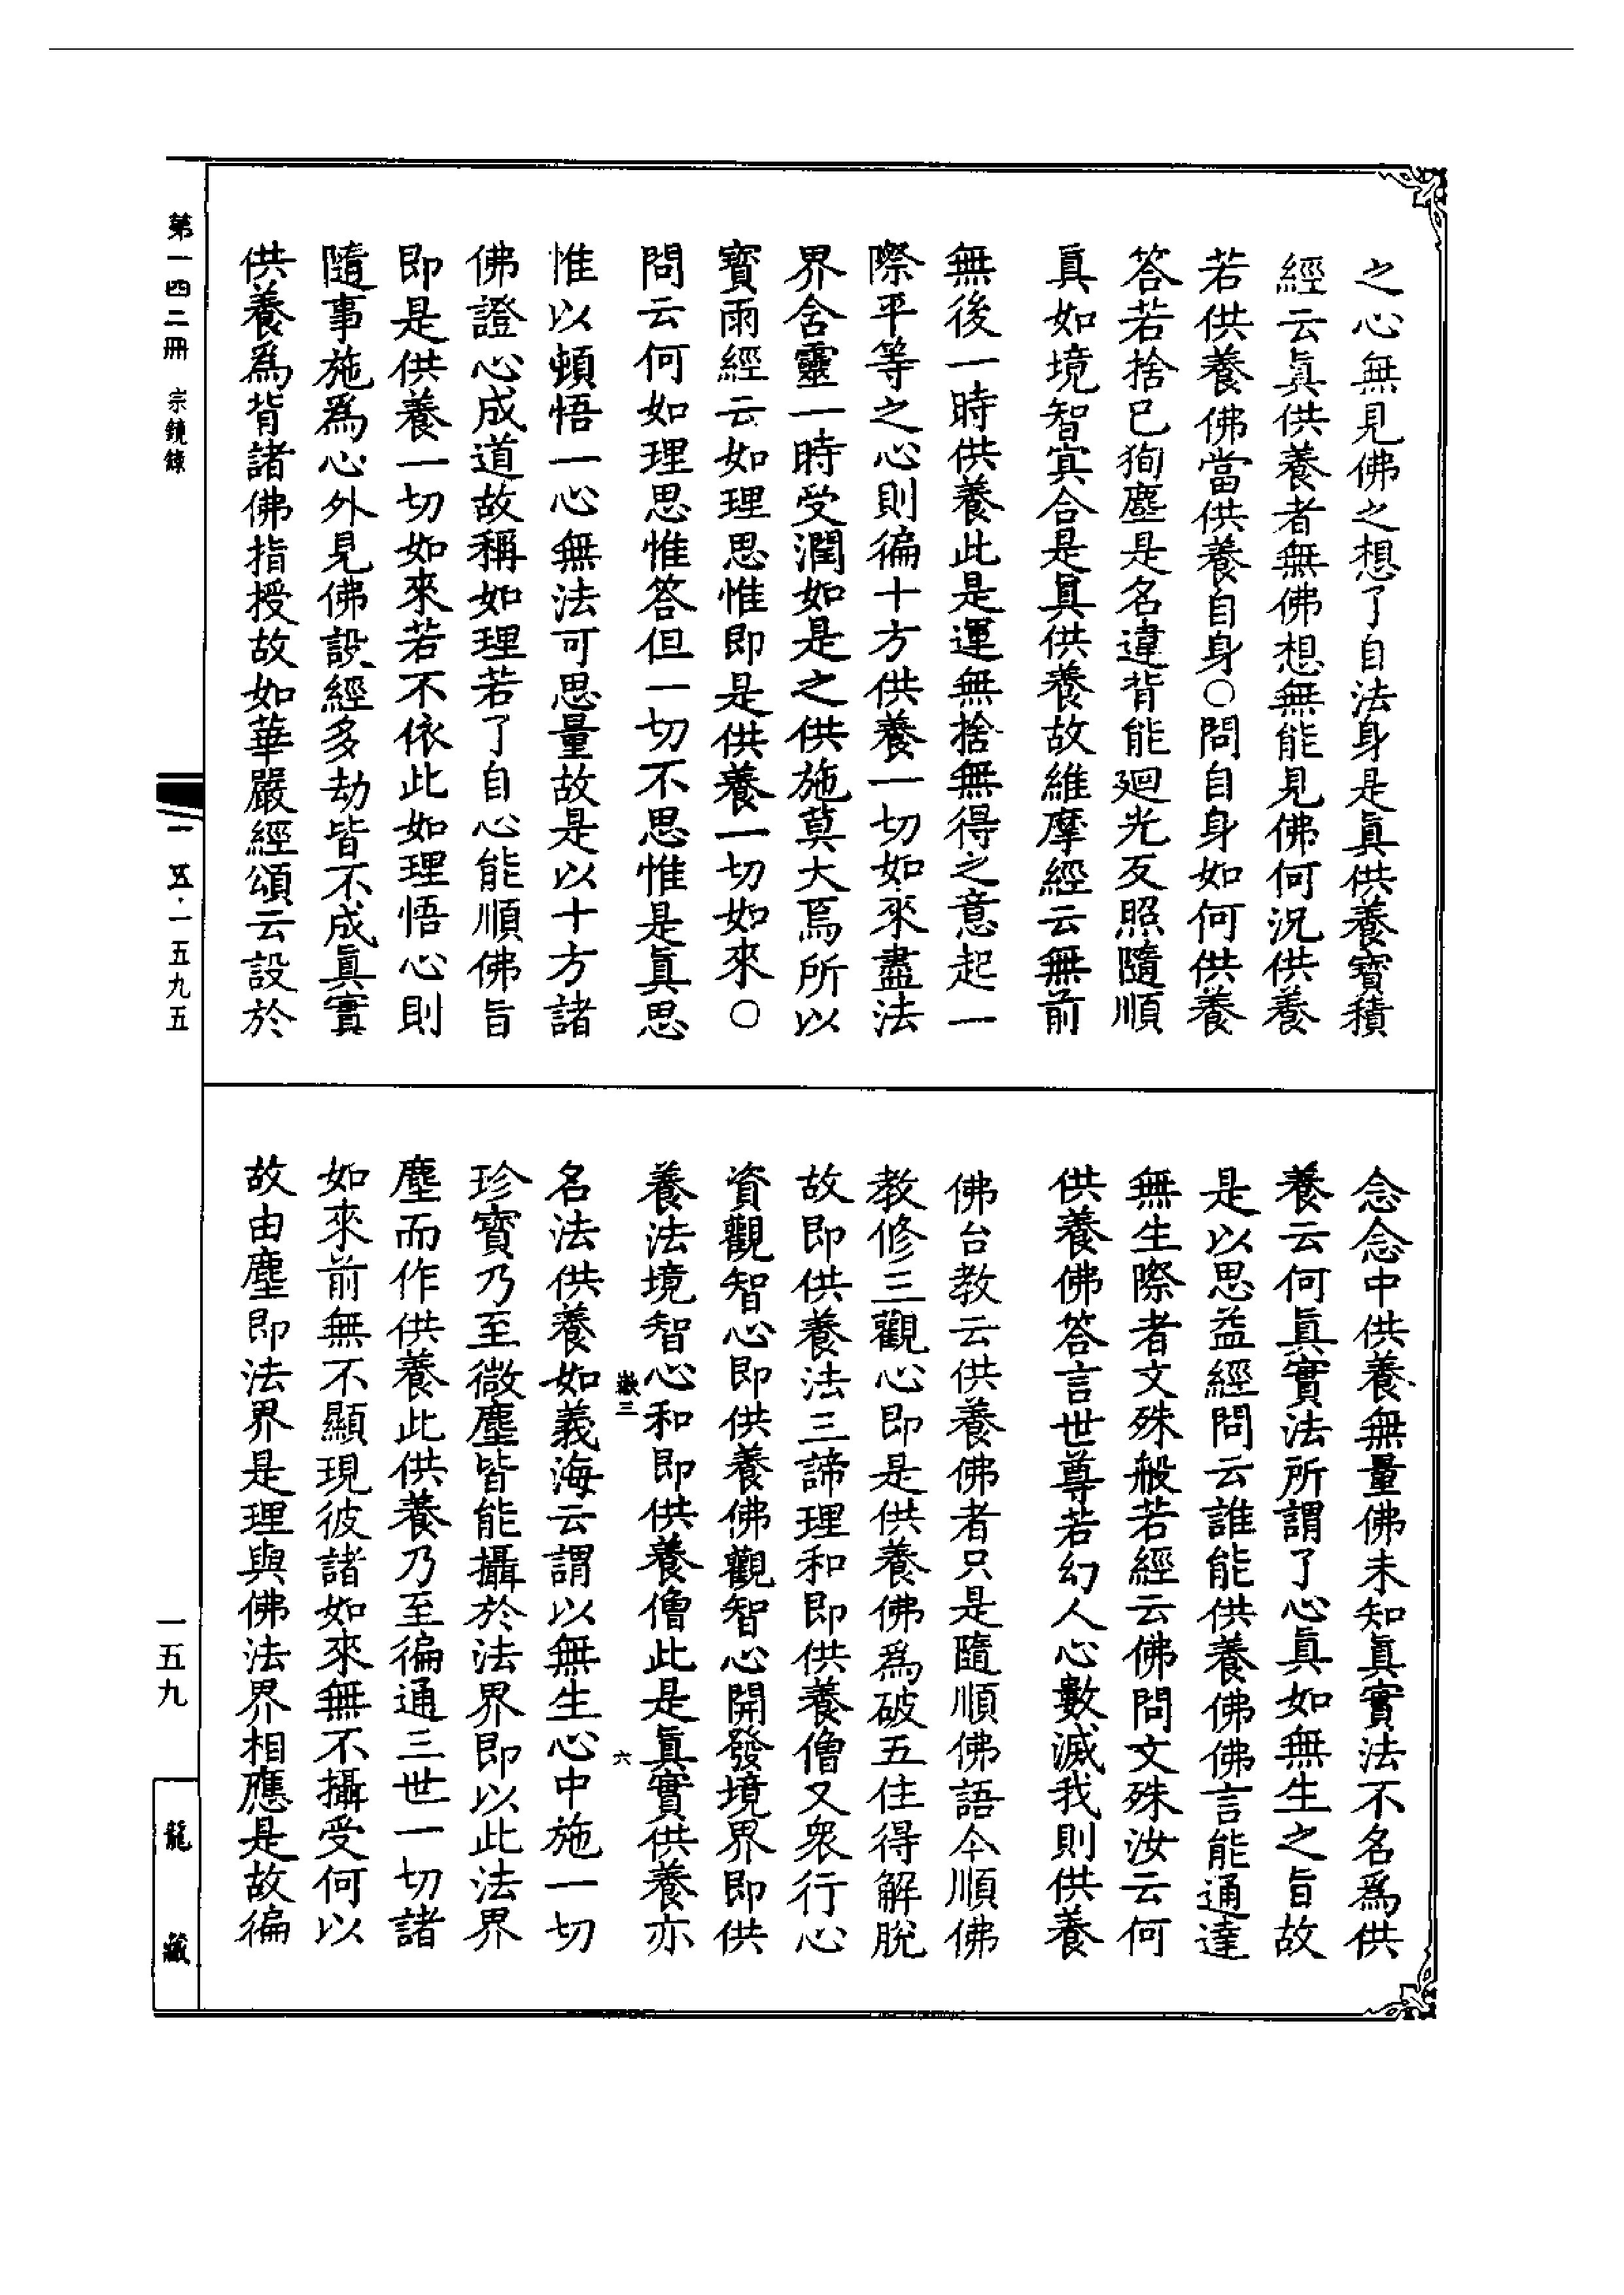 之心無見佛之想了自法身是真供養寶積
經云真供養者無佛想無能見佛何況供養
若供養佛當供養自身○問自身如何供養
答若捨已狥塵是名違背能廻光反照隨順
真如境智㝠合是真供養故維摩經云無前
無後一時供養此是運無捨無得之意起一
際平等之心則徧十方供養一切如來盡法
界含靈一時受潤如是之供施莫大焉所以
寳雨經云如理思惟即是供養一切如來○
問云何如理思惟答但一切不思惟是真思
惟以頓悟一心無法可思量故是以十方諸
佛證心成道故稱如理若了自心能順佛旨
即是供養一切如來若不依此如理悟心則
隨事施爲心外見佛設經多劫皆不成真實
供養爲背諸佛指授故如華嚴經頌云設於
念念中供養無量佛未知真實法不名爲供
養云何真實法所謂了心真如無生之旨故
是以思益經問云誰能供養佛佛言能通達
無生際者文殊般若經云佛問文殊汝云何
供養佛答言世尊若幻人心數滅我則供養
佛台教云供養佛者只是隨順佛語今順佛
教修三觀心即是供養佛爲破五住得解脫
故即供養法三諦理和即供養僧又衆行心
資觀智心即供養佛觀智心開發境界即供
養法境智心和即供養僧此是真實供養亦
名法供養如義海云謂以無生心中施一切
珍寶乃至微塵皆能攝於法界即以此法界
塵而作供養此供養乃至徧通三世一切諸
如來前無不顯現彼諸如來無不攝受何以
故由塵即法界是理與佛法界相應是故徧
三
六
第一四二冊 宗鏡錄
一五·一五九五
一五九
龍藏